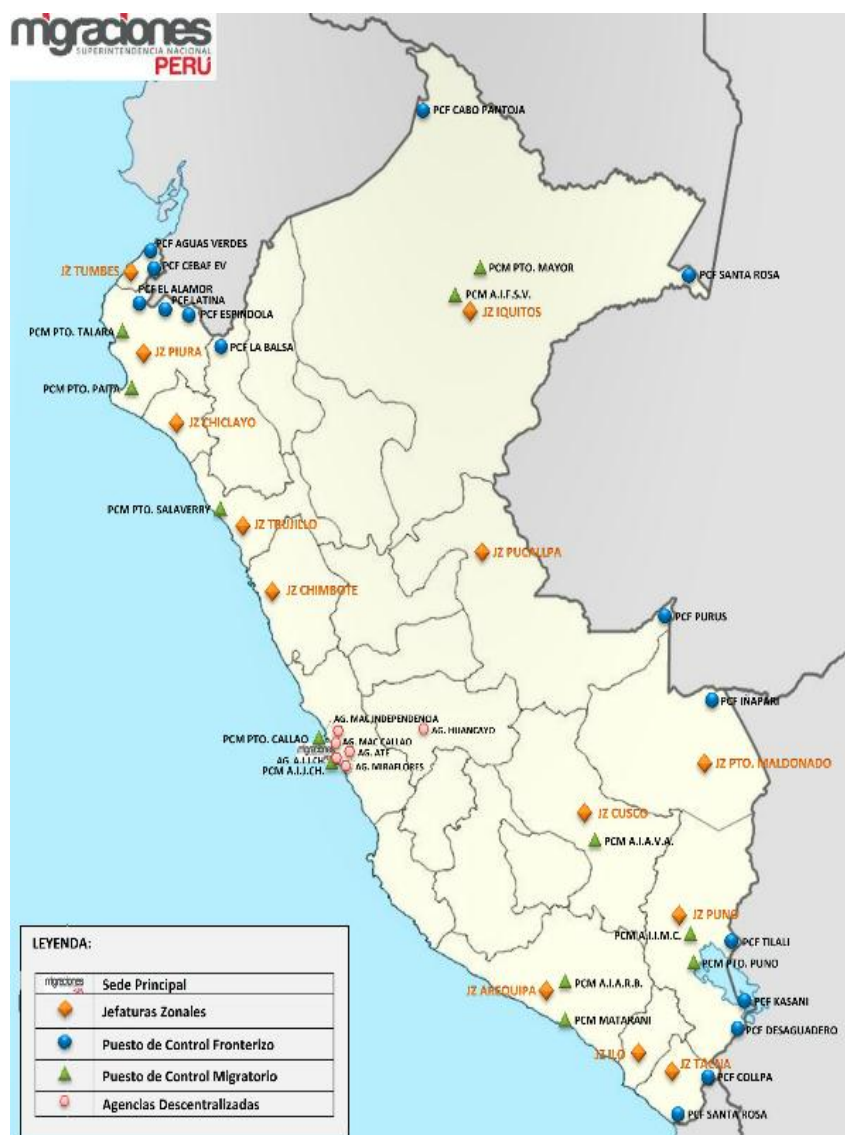 migraciones
SUPERINTENDENCIA NACIONAL
PERÚ
PCF CABO PANTOJA
PCF AGUAS VERDES
JZ TUMBES
PCF CEBAF EV
PCM PTO. MAYOR
PCF SANTA ROSA
PCF EL ALAMOR
PCF LATINA
PCF ESPINDOLA
PCM A.I.F.S.V.
JZ IQUITOS
PCM PTO. TALARA
JZ PIURA
PCF LA BALSA
PCM PTO. PAITA
JZ CHICLAYO
PCM PTO. SALAVERRY
JZ TRUJILLO
JZ PUCALLPA
JZ CHIMBOTE
PCF PURUS
PCF IÑAPARI
AG. MAC INDEPENDENCIA
AG. HUANCAYO
PCM PTO. CALLAO
AG. MAC CALLAO
migraciones
AG. ATE
AG. A.I.J.CH
PCM A.I.J.CH.
AG. MIRAFLORES
JZ PTO. MALDONADO
JZ CUSCO
PCM A.I.A.V.A.
JZ PUNO
PCM A.I.I.M.C.
PCF TILALI
PCM PTO. PUNO
JZ AREQUIPA
PCM A.I.A.R.B.
PCF KASANI
PCM MATARANI
PCF DESAGUADERO
JZ ILO
JZ TACNA
PCF COLLPA
PCF SANTA ROSA
LEYENDA:
migraciones
Sede Principal
Jefaturas Zonales
Puesto de Control Fronterizo
Puesto de Control Migratorio
Agencias Descentralizadas